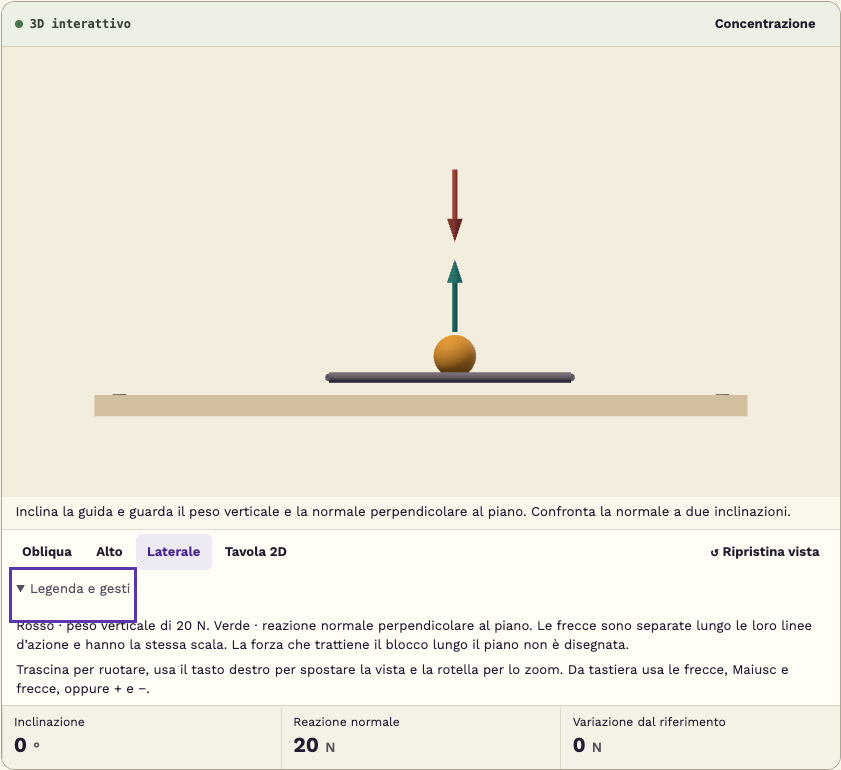 3D interattivo
Concentrazione
Inclina la guida e guarda il peso verticale e la normale perpendicolare al piano. Confronta la normale a due inclinazioni.
Obliqua Alto Laterale Tavola 2D ↺ Ripristina vista
▼ Legenda e gesti
Rosso · peso verticale di 20 N. Verde · reazione normale perpendicolare al piano. Le frecce sono separate lungo le loro linee
d’azione e hanno la stessa scala. La forza che trattiene il blocco lungo il piano non è disegnata.
Trascina per ruotare, usa il tasto destro per spostare la vista e la rotella per lo zoom. Da tastiera usa le frecce, Maiusc e
frecce, oppure + e −.
Inclinazione
0 °
Reazione normale
20 N
Variazione dal riferimento
0 N